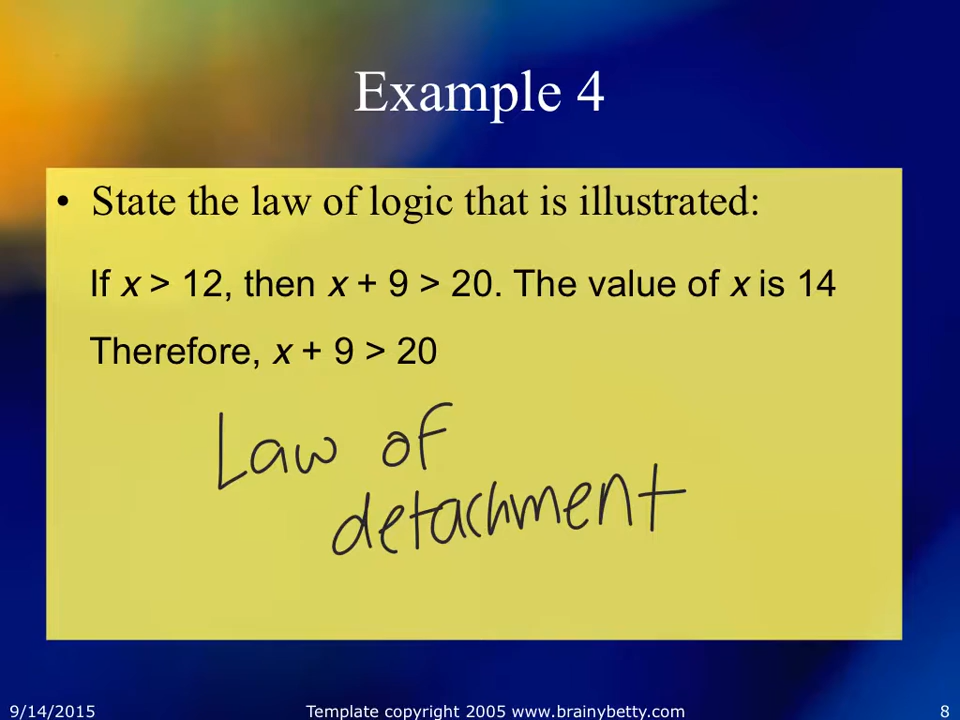 Example 4
• State the law of logic that is illustrated:
If x > 12, then x + 9 > 20. The value of x is 14
Therefore, x + 9 > 20
Law of
detachment
9/14/2015 Template copyright 2005 www.brainybetty.com 8